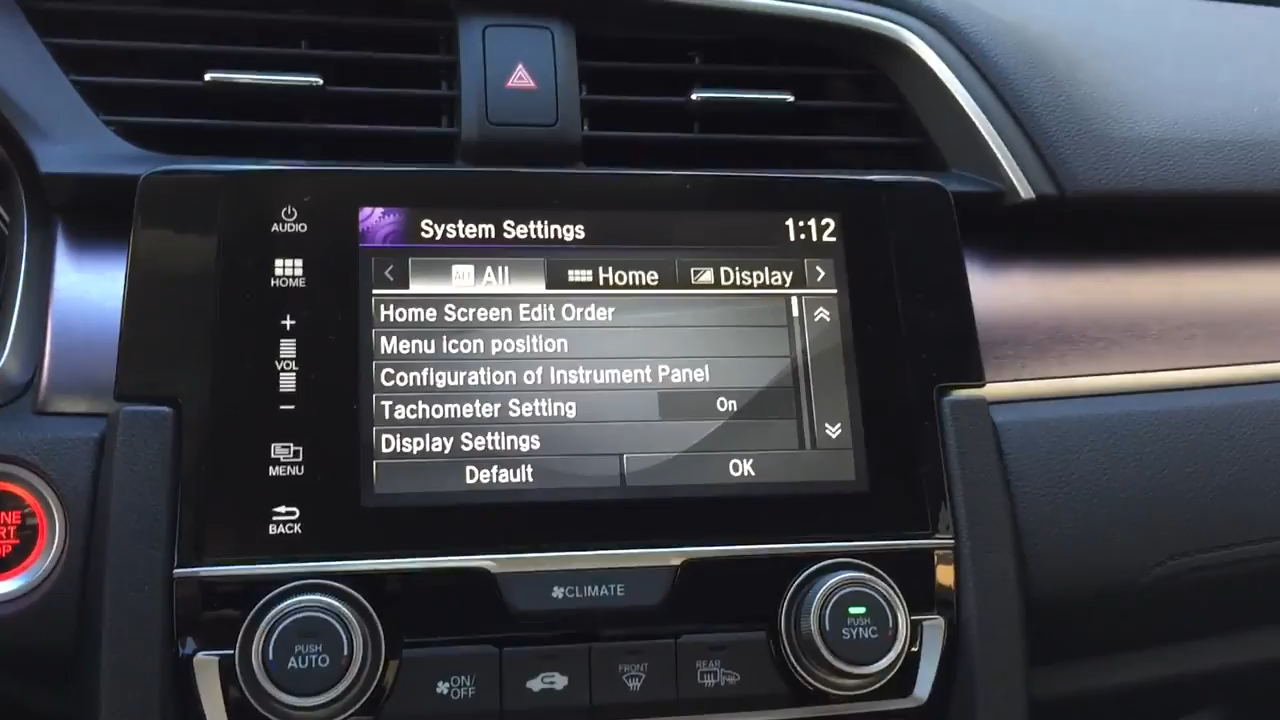 AUDIO
HOME
+
VOL
-
MENU
BACK
System Settings 1:12
< All Home Display >
Home Screen Edit Order
Menu icon position
Configuration of Instrument Panel
Tachometer Setting On
Display Settings
Default OK
CLIMATE
PUSH
AUTO
ON/
OFF
FRONT
REAR
PUSH
SYNC